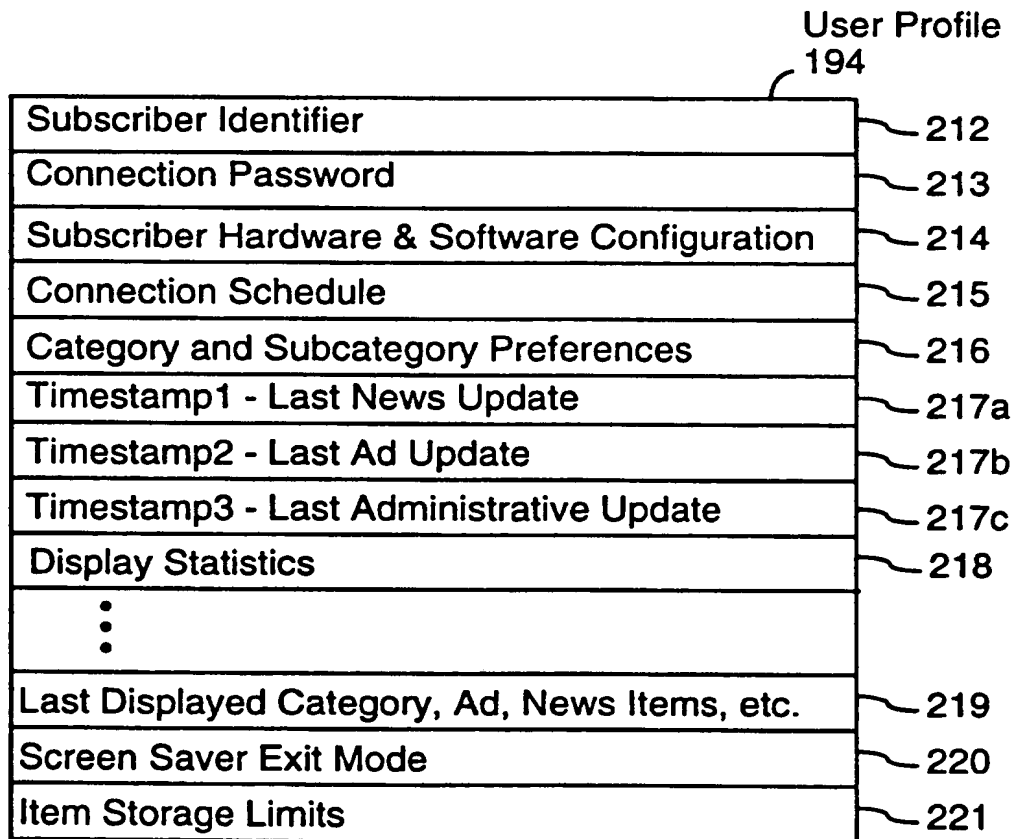 User Profile
194
Subscriber Identifier 212
Connection Password 213
Subscriber Hardware & Software Configuration 214
Connection Schedule 215
Category and Subcategory Preferences 216
Timestamp1 - Last News Update 217a
Timestamp2 - Last Ad Update 217b
Timestamp3 - Last Administrative Update 217c
Display Statistics 218
Last Displayed Category, Ad, News Items, etc. 219
Screen Saver Exit Mode 220
Item Storage Limits 221